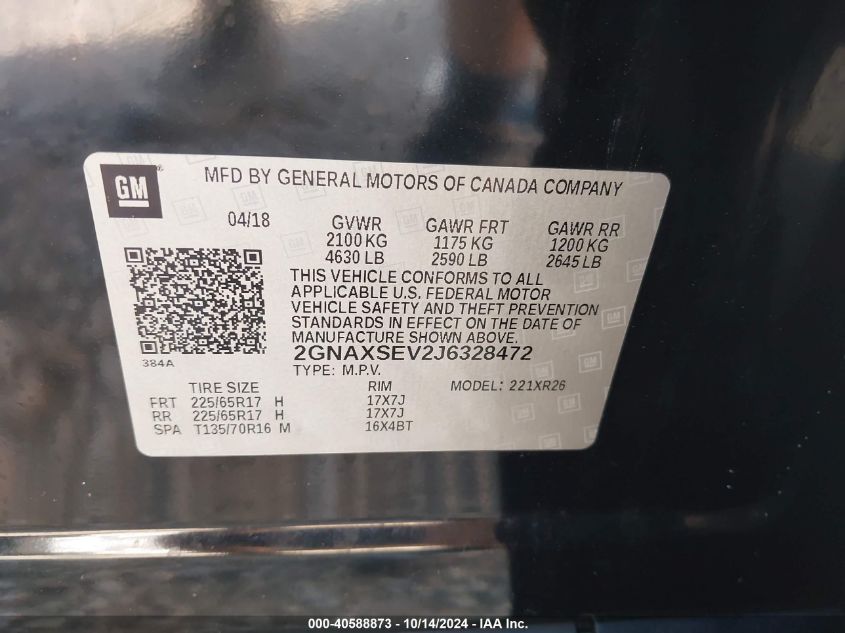 GM
MFD BY GENERAL MOTORS OF CANADA COMPANY
04/18 GVWR GAWR FRT GAWR RR
2100 KG 1175 KG 1200 KG
4630 LB 2590 LB 2645 LB
THIS VEHICLE CONFORMS TO ALL
APPLICABLE U.S. FEDERAL MOTOR
VEHICLE SAFETY AND THEFT PREVENTION
STANDARDS IN EFFECT ON THE DATE OF
MANUFACTURE SHOWN ABOVE.
384A 2GNAXSEV2J6328472
TYPE: M.P.V.
TIRE SIZE RIM MODEL: 221XR26
FRT 225/65R17 H 17X7J
RR 225/65R17 H 17X7J
SPA T135/70R16 M 16X4BT
000-40588873 - 10/14/2024 - IAA Inc.